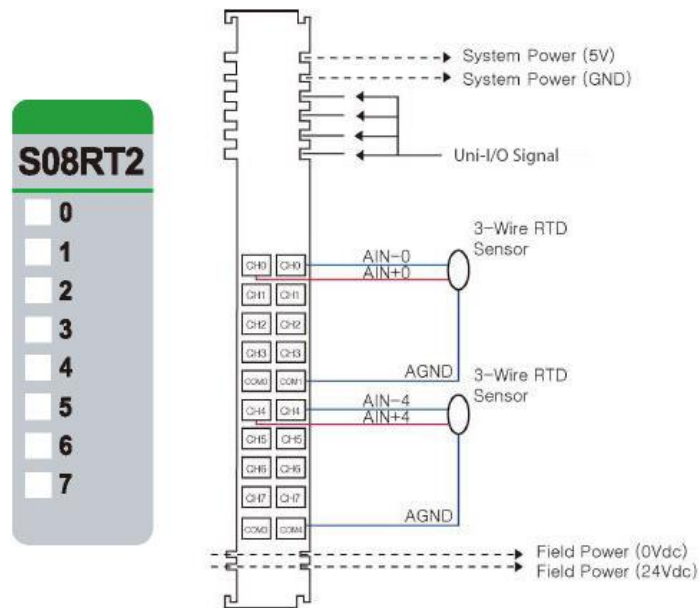 S08RT2
0
1
2
3
4
5
6
7
System Power (5V)
System Power (GND)
Uni-I/O Signal
3-Wire RTD
Sensor
AIN-0
AIN+0
CH0 CH0
CH1 CH1
CH2 CH2
CH3 CH3
AGND
COM0 COM1
3-Wire RTD
Sensor
AIN-4
AIN+4
CH4 CH4
CH5 CH5
CH6 CH6
CH7 CH7
AGND
COM3 COM4
Field Power (0Vdc)
Field Power (24Vdc)